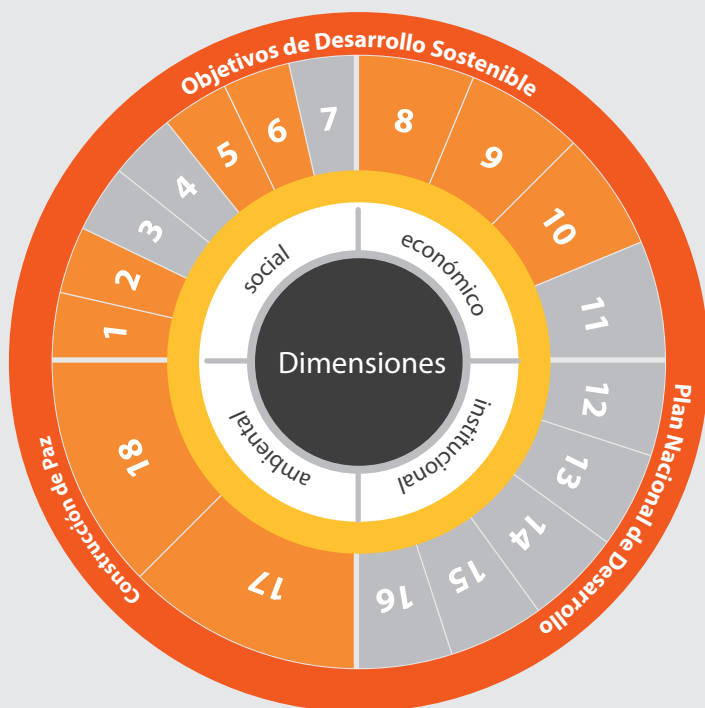 Objetivos de Desarrollo Sostenible
Plan Nacional de Desarrollo
Construcción de Paz
1
2
3
4
5
6
7
8
9
10
11
12
13
14
15
16
17
18
social
económico
institucional
ambiental
Dimensiones